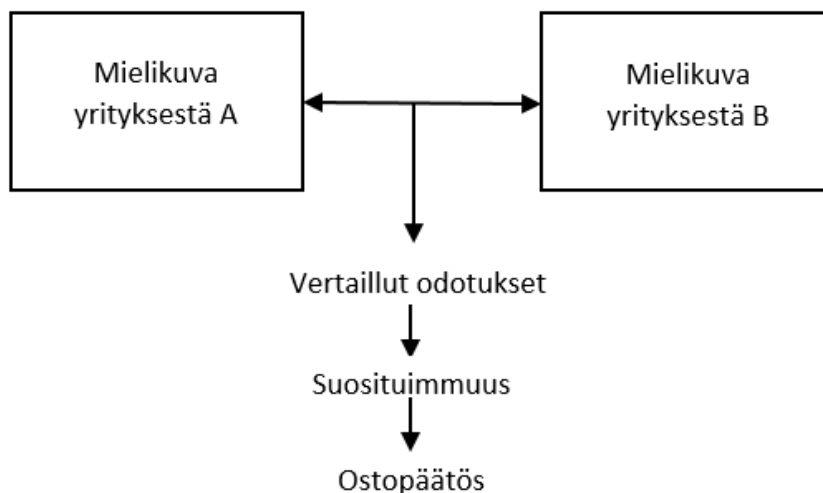 Mielikuva
yrityksestä A
Mielikuva
yrityksestä B
Vertaillut odotukset
Suosituimmuus
Ostopäätös